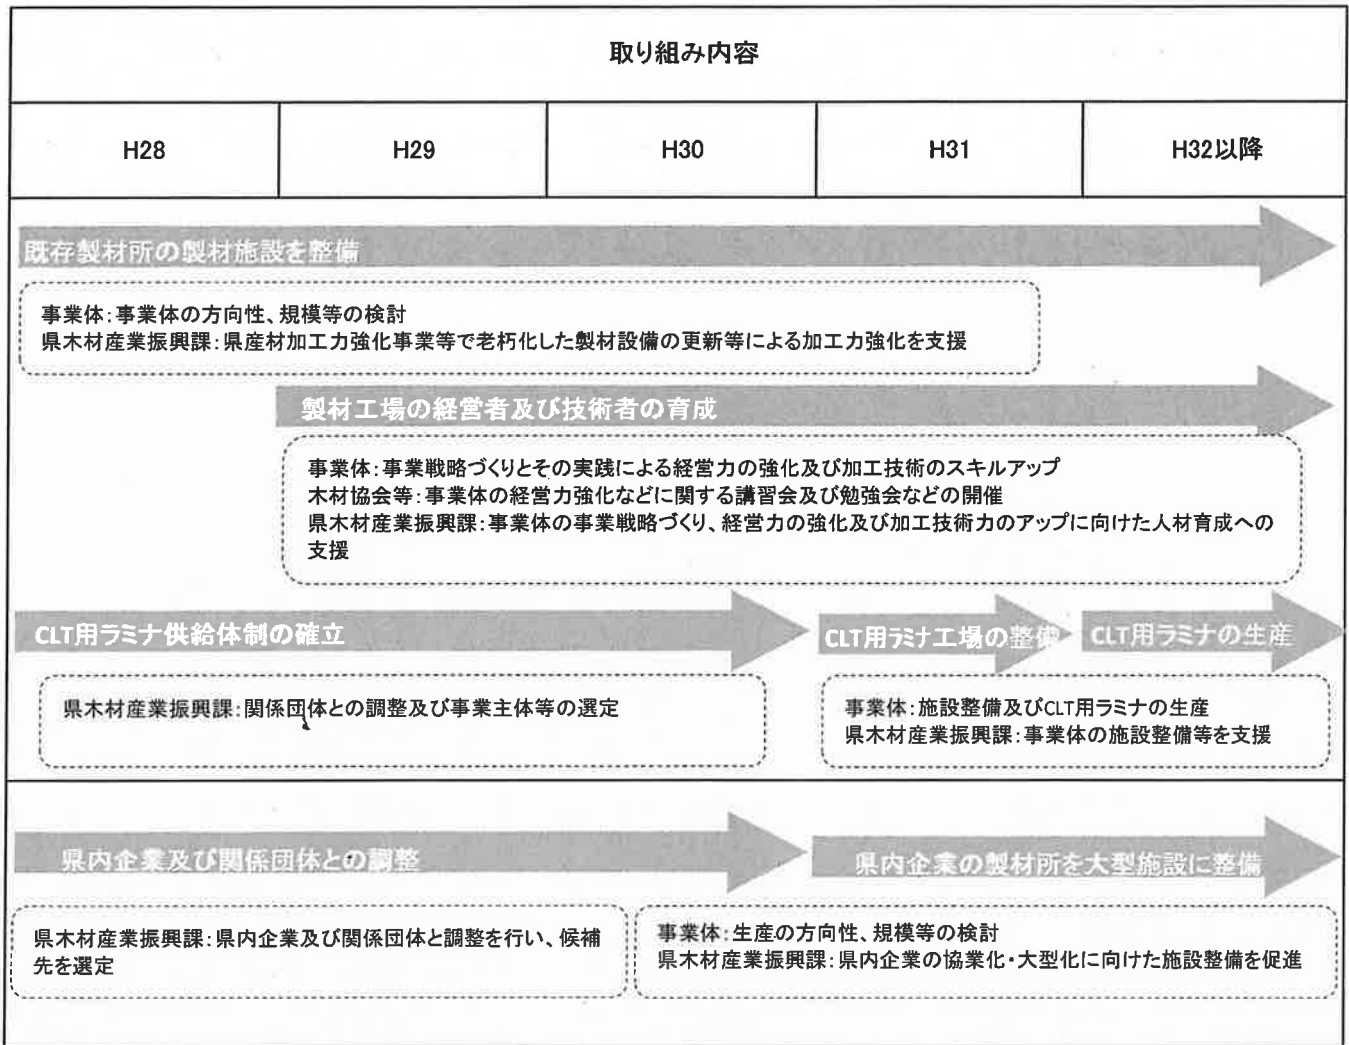 取り組み内容
H28
H29
H30
H31
H32以降
既存製材所の製材施設を整備
事業体:事業体の方向性、規模等の検討
県木材産業振興課:県産材加工力強化事業等で老朽化した製材設備の更新等による加工力強化を支援
製材工場の経営者及び技術者の育成
事業体:事業戦略づくりとその実践による経営力の強化及び加工技術のスキルアップ
木材協会等:事業体の経営力強化などに関する講習会及び勉強会などの開催
県木材産業振興課:事業体の事業戦略づくり、経営力の強化及び加工技術力のアップに向けた人材育成への
支援
CLT用ラミナ供給体制の確立
CLT用ラミナ工場の整備
CLT用ラミナの生産
県木材産業振興課:関係団体との調整及び事業主体等の選定
事業体:施設整備及びCLT用ラミナの生産
県木材産業振興課:事業体の施設整備等を支援
県内企業及び関係団体との調整
県内企業の製材所を大型施設に整備
県木材産業振興課:県内企業及び関係団体と調整を行い、候補
先を選定
事業体:生産の方向性、規模等の検討
県木材産業振興課:県内企業の協業化・大型化に向けた施設整備を促進